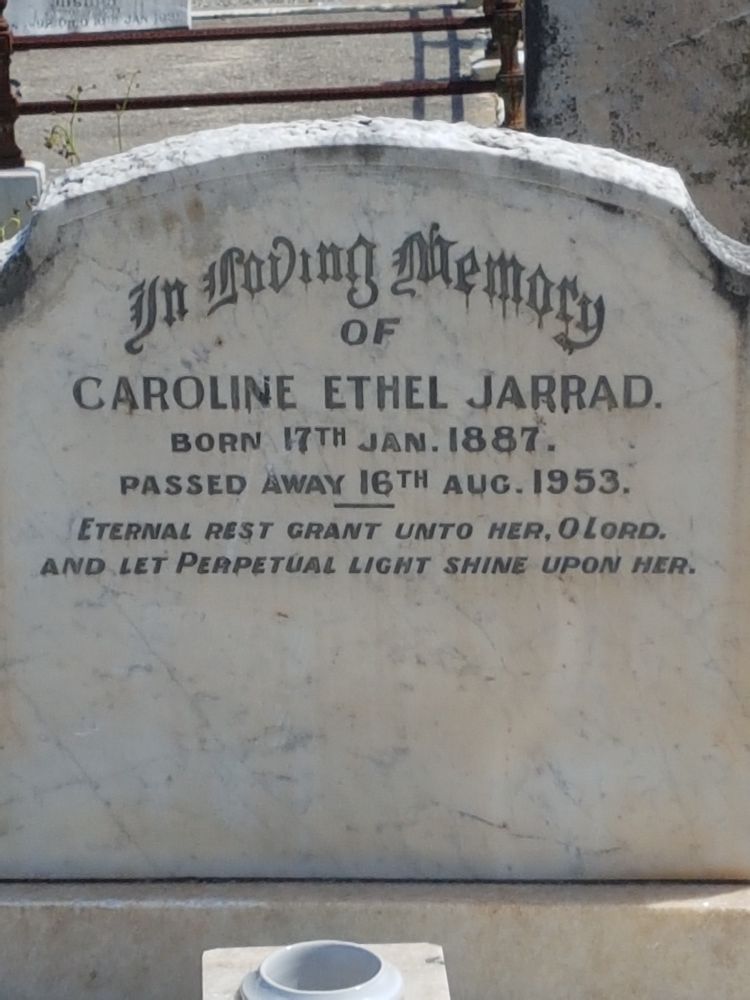 In Loving Memory
OF
CAROLINE ETHEL JARRAD.
BORN 17TH JAN. 1887.
PASSED AWAY 16TH AUG. 1953.
ETERNAL REST GRANT UNTO HER, O LORD.
AND LET PERPETUAL LIGHT SHINE UPON HER.